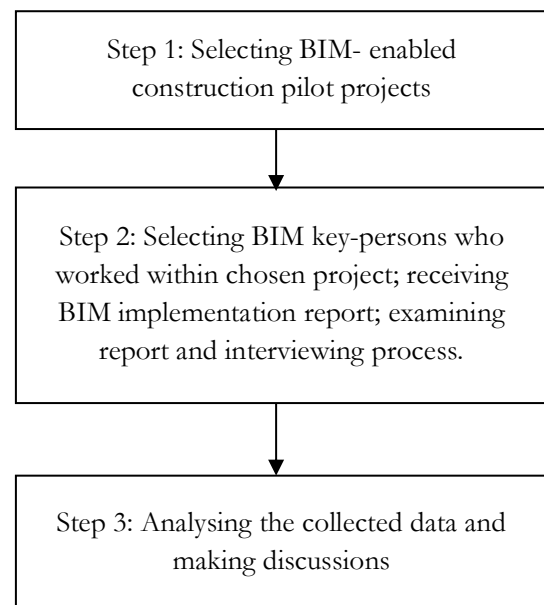 Step 1: Selecting BIM- enabled
construction pilot projects
Step 2: Selecting BIM key-persons who
worked within chosen project; receiving
BIM implementation report; examining
report and interviewing process.
Step 3: Analysing the collected data and
making discussions